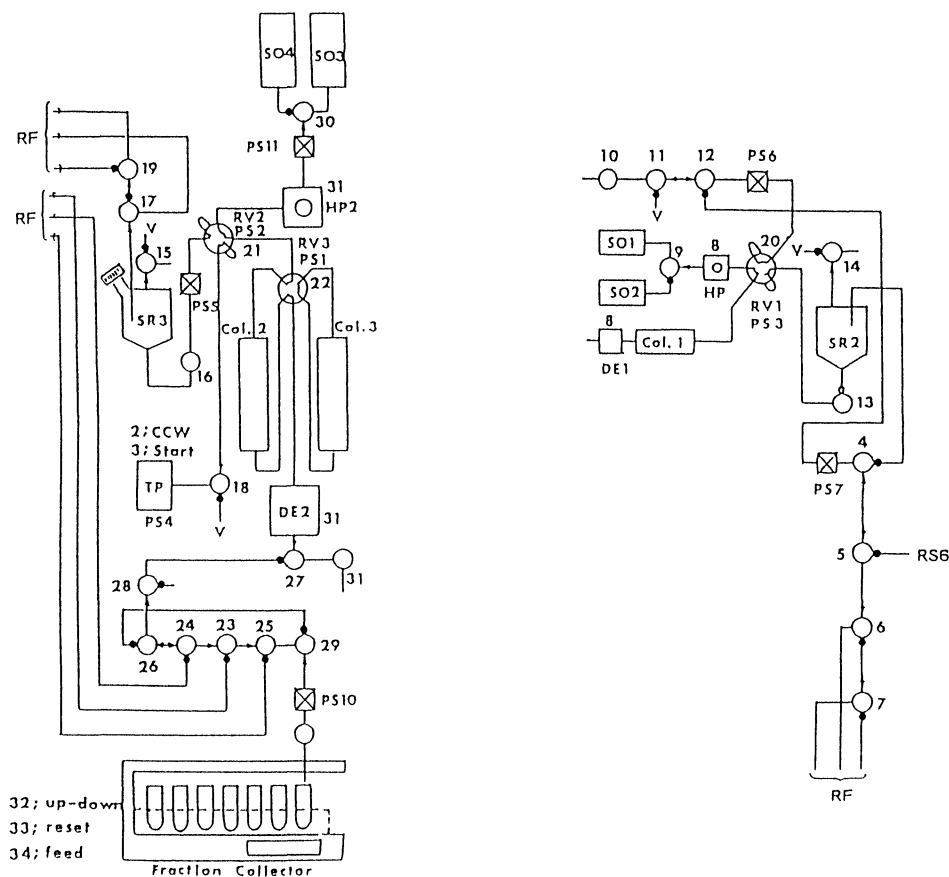 SO4
SO3
30
PS11
RF
19
31
HP2
17
RF
V
15
RV2
PS2
21
RV3
PS1
22
PS5
SR3
Col.2
Col.3
16
2; CCW
3; Start
TP
PS4
18
V
DE2
31
27
31
28
24
23
25
26
29
PS10
32; up-down
33; reset
34; feed
Fraction Collector
10
11
12
PS6
V
SO1
SO2
9
8
HP
20
RV1
PS3
V
14
8
DE1
Col. 1
SR2
13
4
PS7
5
RS6
6
7
RF